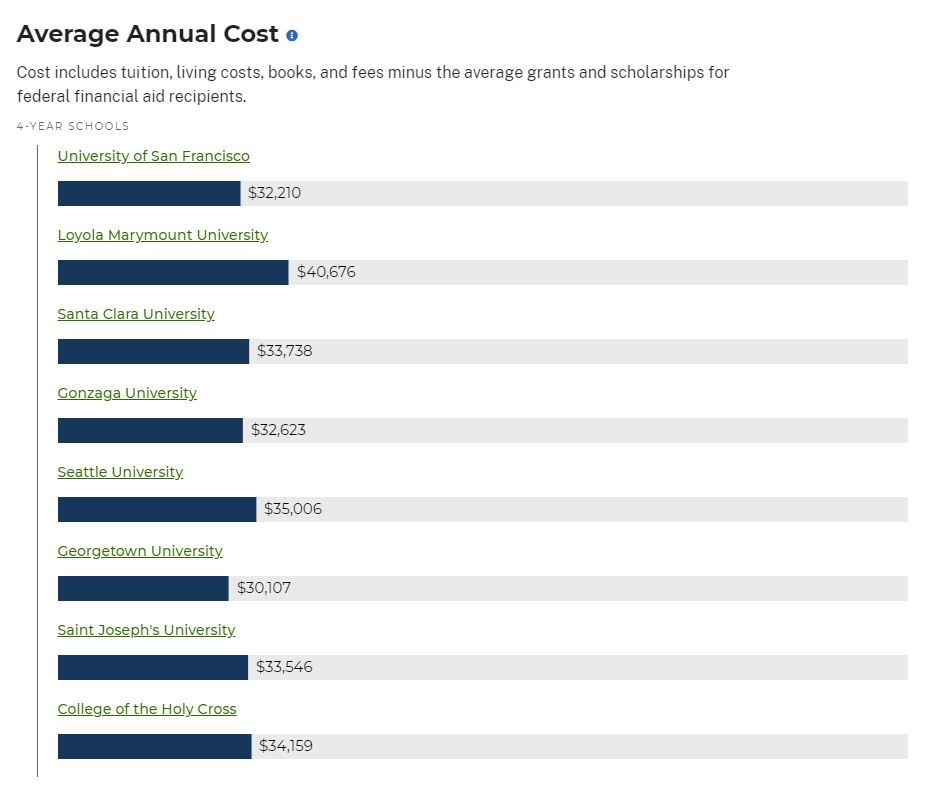 Average Annual Cost
Cost includes tuition, living costs, books, and fees minus the average grants and scholarships for
federal financial aid recipients.
4-YEAR SCHOOLS
University of San Francisco
$32,210
Loyola Marymount University
$40,676
Santa Clara University
$33,738
Gonzaga University
$32,623
Seattle University
$35,006
Georgetown University
$30,107
Saint Joseph's University
$33,546
College of the Holy Cross
$34,159